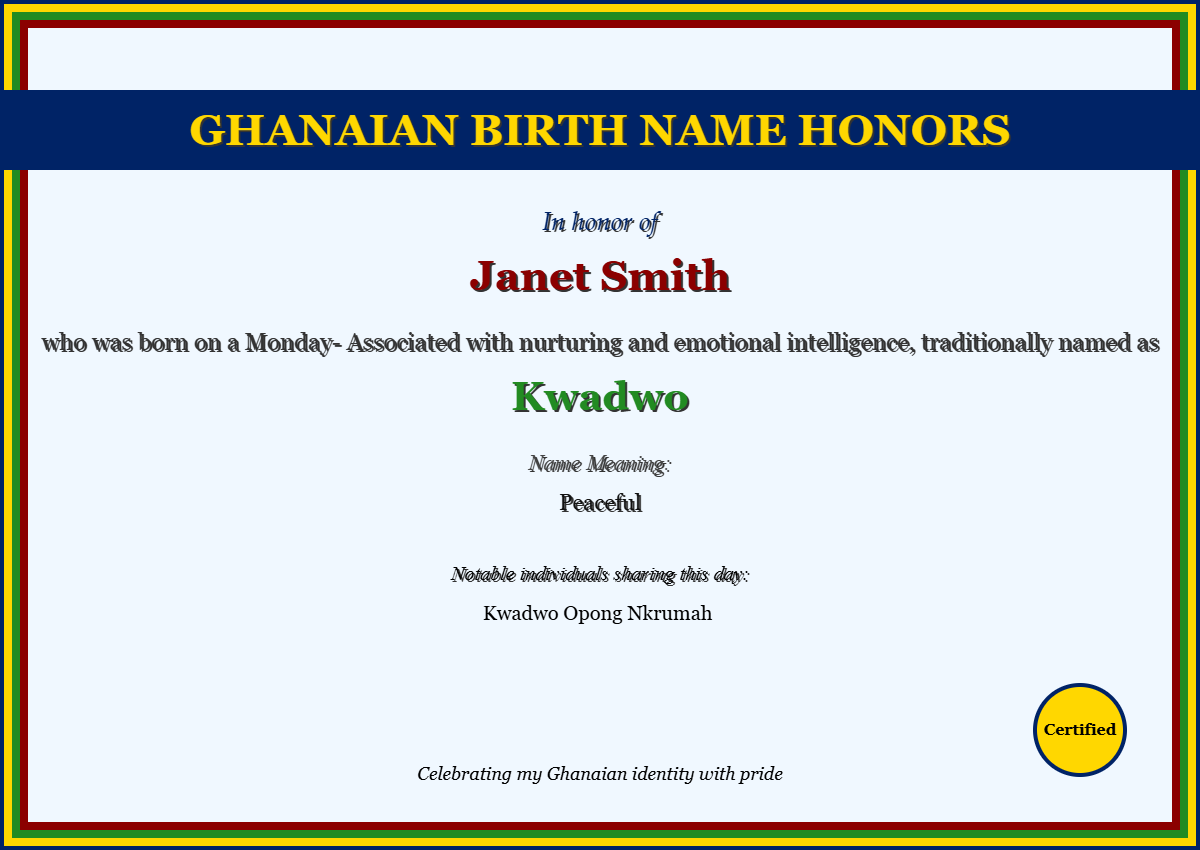 GHANAIAN BIRTH NAME HONORS
In honor of
Janet Smith
who was born on a Monday- Associated with nurturing and emotional intelligence, traditionally named as
Kwadwo
Name Meaning:
Peaceful
Notable individuals sharing this day:
Kwadwo Opong Nkrumah
Certified
Celebrating my Ghanaian identity with pride